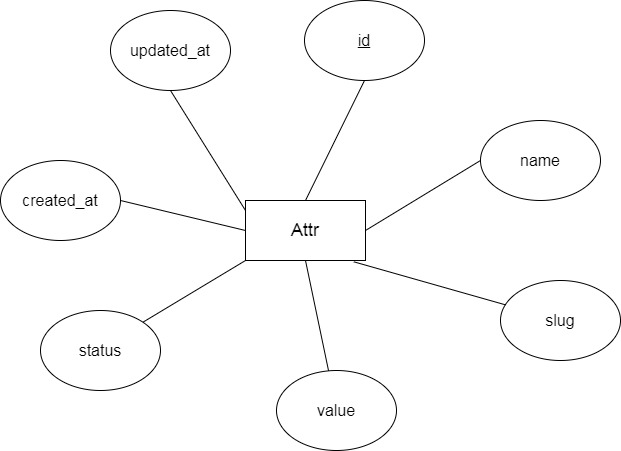 id
updated_at
name
created_at
Attr
slug
status
value